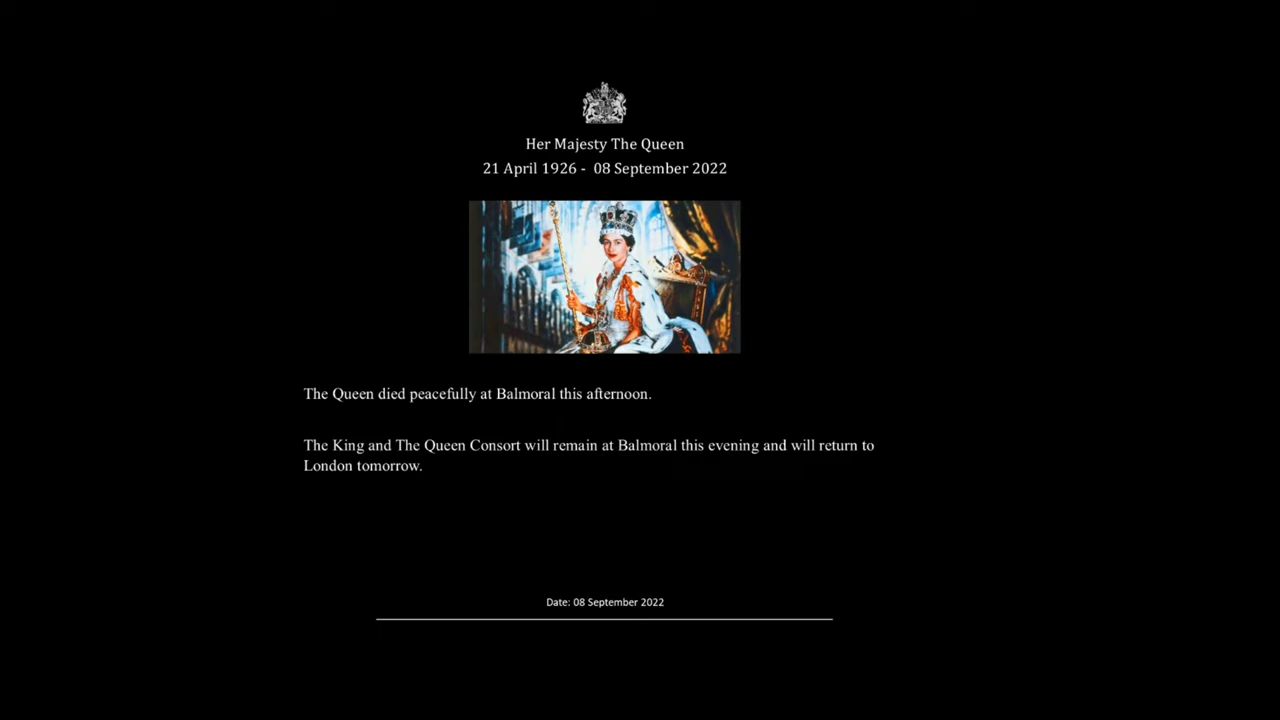 Her Majesty The Queen
21 April 1926 - 08 September 2022
The Queen died peacefully at Balmoral this afternoon.
The King and The Queen Consort will remain at Balmoral this evening and will return to
London tomorrow.
Date: 08 September 2022